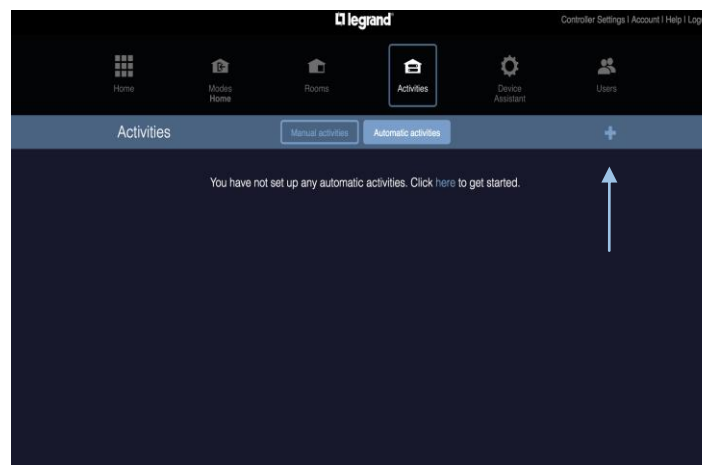 legrand
Controller Settings | Account | Help |
Home
Modes
Home
Rooms
Activities
Device
Assistant
Users
Activities
Manual activities
Automatic activities
You have not set up any automatic activities. Click here to get started.